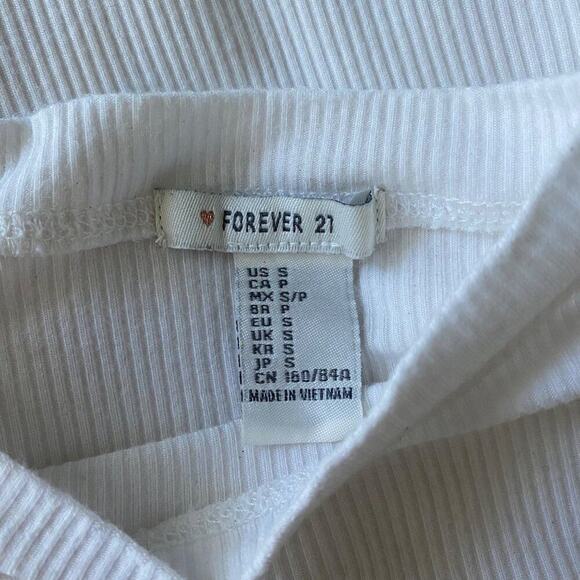 FOREVER 21
US S
CA P
MX S/P
BR P
EU S
UK S
KR S
JP S
CN 160/84A
MADE IN VIETNAM